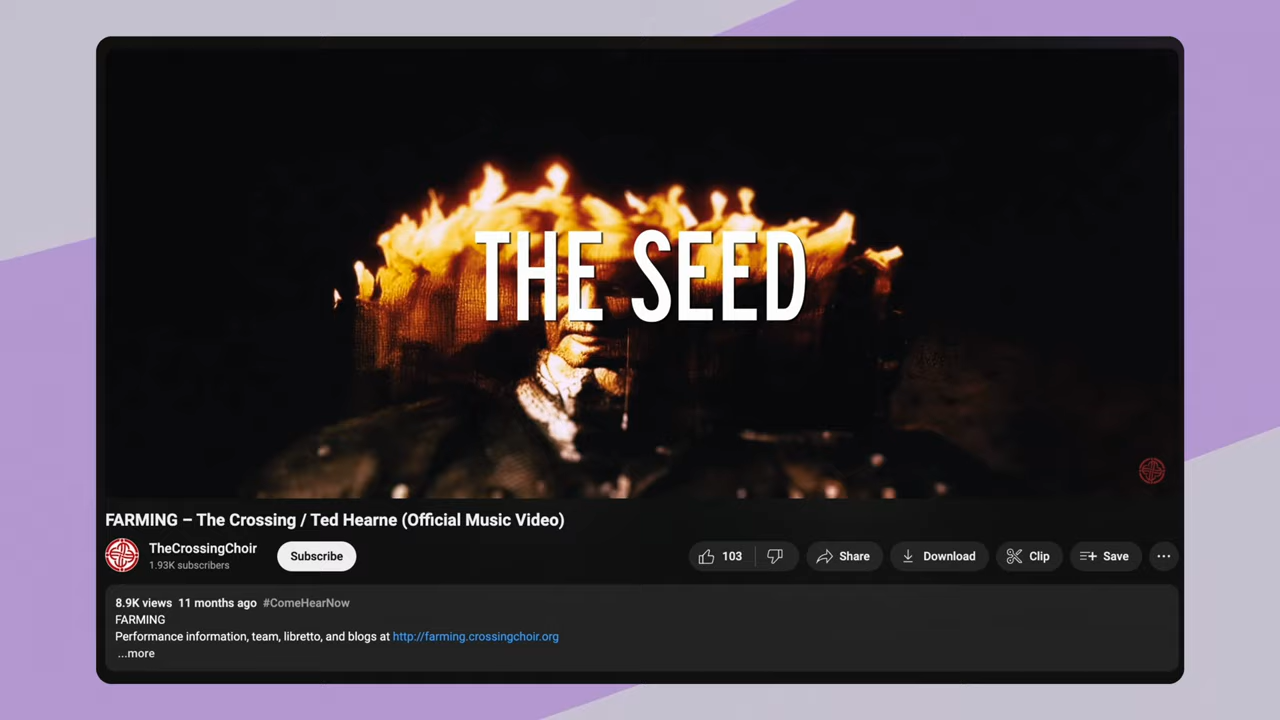 THE SEED
FARMING – The Crossing / Ted Hearne (Official Music Video)
TheCrossingChoir
1.93K subscribers
Subscribe
103
Share
Download
Clip
Save
8.9K views 11 months ago #ComeHearNow
FARMING
Performance information, team, libretto, and blogs at http://farming.crossingchoir.org
...more